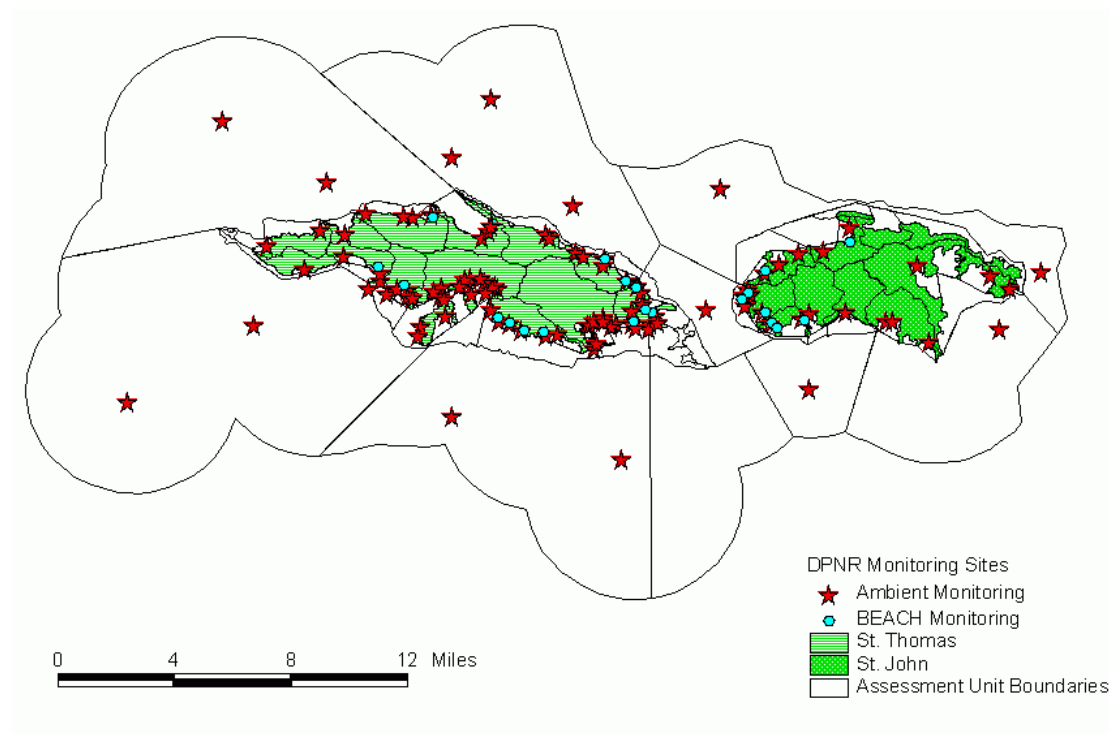 DPNR Monitoring Sites
Ambient Monitoring
BEACH Monitoring
St. Thomas
St. John
Assessment Unit Boundaries
0 4 8 12 Miles